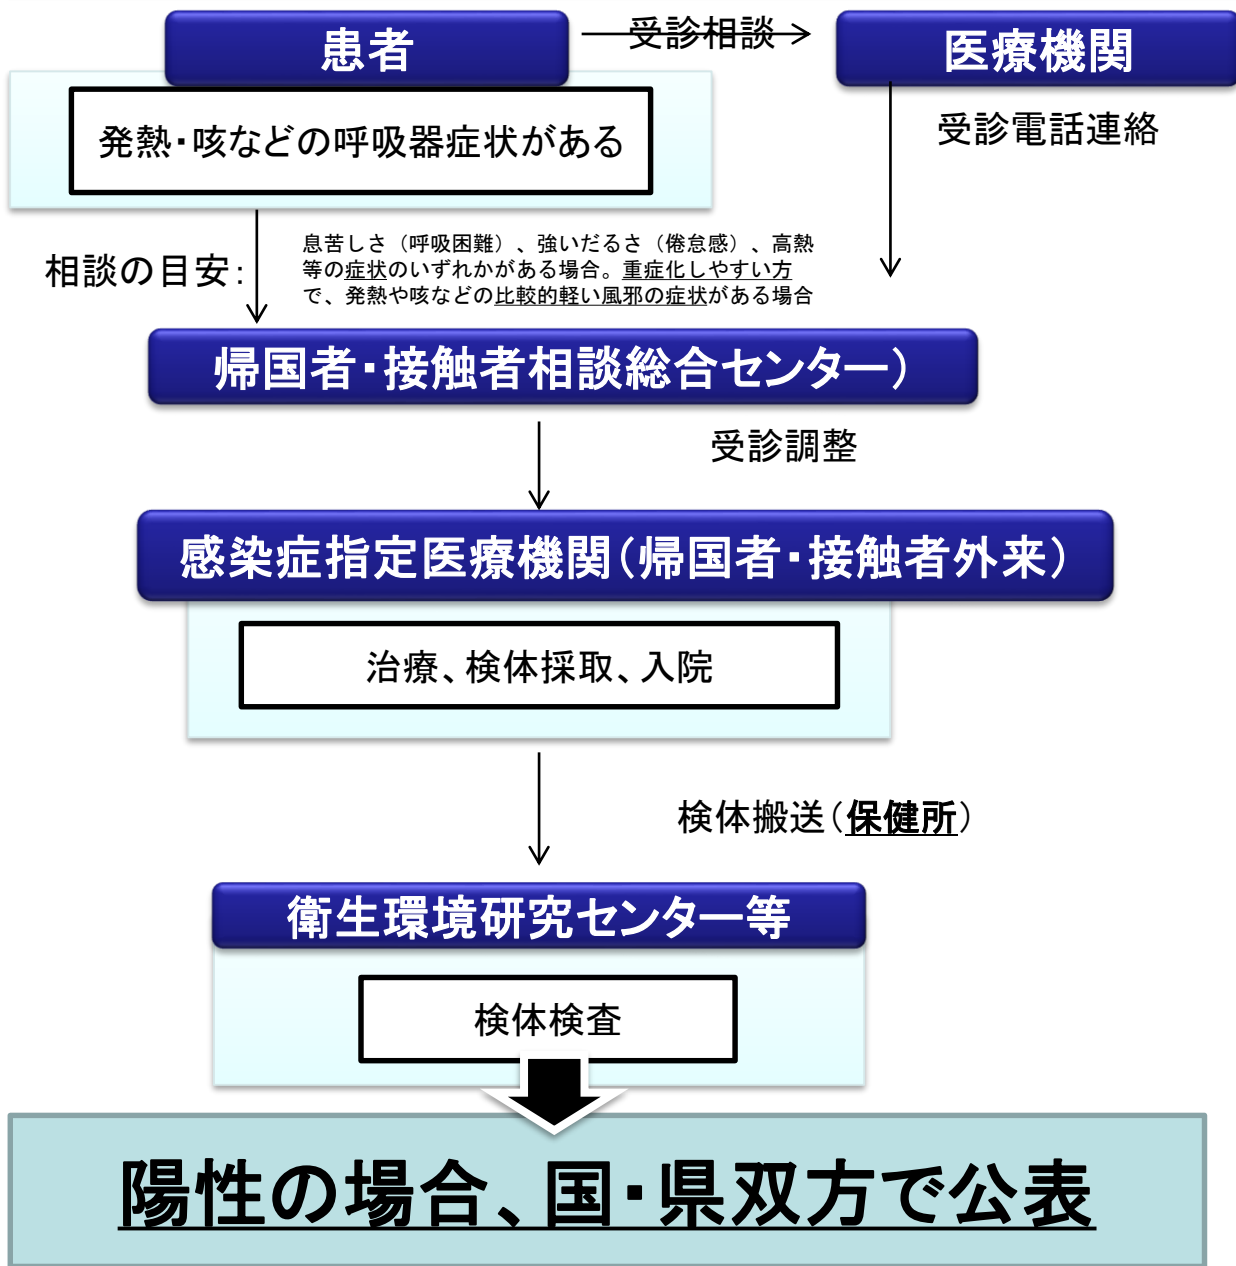 患者
受診相談
医療機関
発熱・咳などの呼吸器症状がある
受診電話連絡
相談の目安：
息苦しさ（呼吸困難）、強いだるさ（倦怠感）、高熱
等の症状のいずれかがある場合。重症化しやすい方
で、発熱や咳などの比較的軽い風邪の症状がある場合
帰国者・接触者相談総合センター）
受診調整
感染症指定医療機関（帰国者・接触者外来）
治療、検体採取、入院
検体搬送（保健所）
衛生環境研究センター等
検体検査
陽性の場合、国・県双方で公表